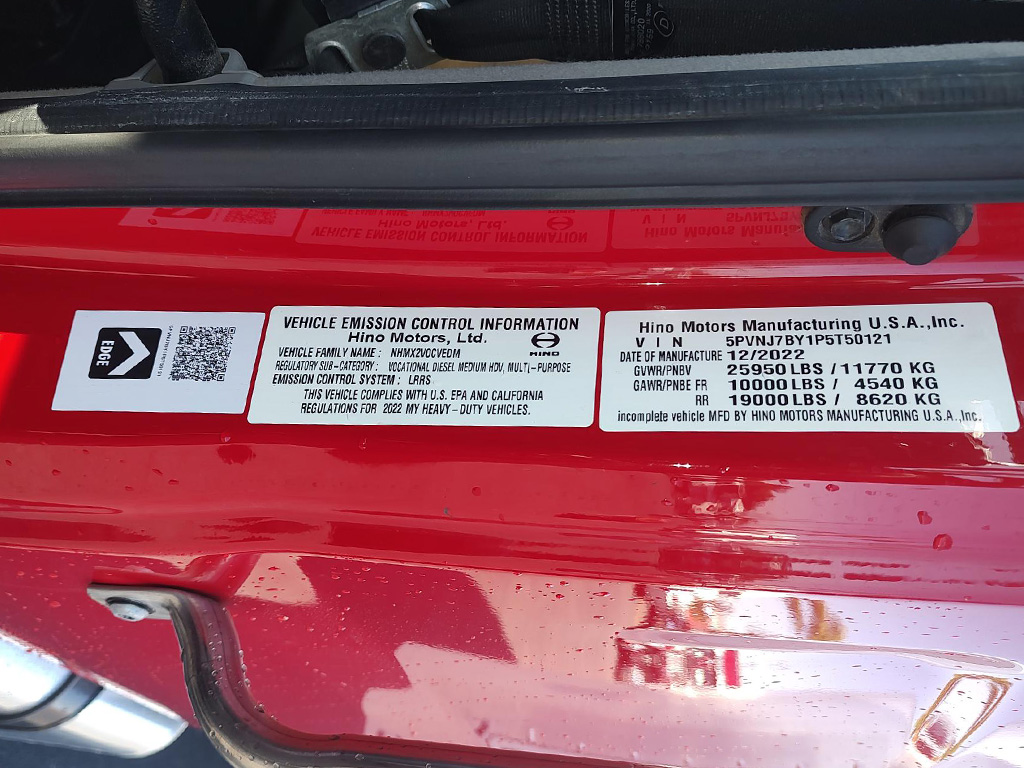 EDGE
VEHICLE EMISSION CONTROL INFORMATION
Hino Motors, Ltd.
HINO
VEHICLE FAMILY NAME : NHMX2VOCVEDM
REGULATORY SUB-CATEGORY : VOCATIONAL DIESEL MEDIUM HDV, MULTI-PURPOSE
EMISSION CONTROL SYSTEM : LRRS
THIS VEHICLE COMPLIES WITH U.S. EPA AND CALIFORNIA
REGULATIONS FOR 2022 MY HEAVY-DUTY VEHICLES.
Hino Motors Manufacturing U.S.A.,Inc.
VIN 5PVNJ7BY1P5T50121
DATE OF MANUFACTURE 12/2022
GVWR/PNBV 25950 LBS / 11770 KG
GAWR/PNBE FR 10000 LBS / 4540 KG
RR 19000 LBS / 8620 KG
incomplete vehicle MFD BY HINO MOTORS MANUFACTURING U.S.A.,Inc.